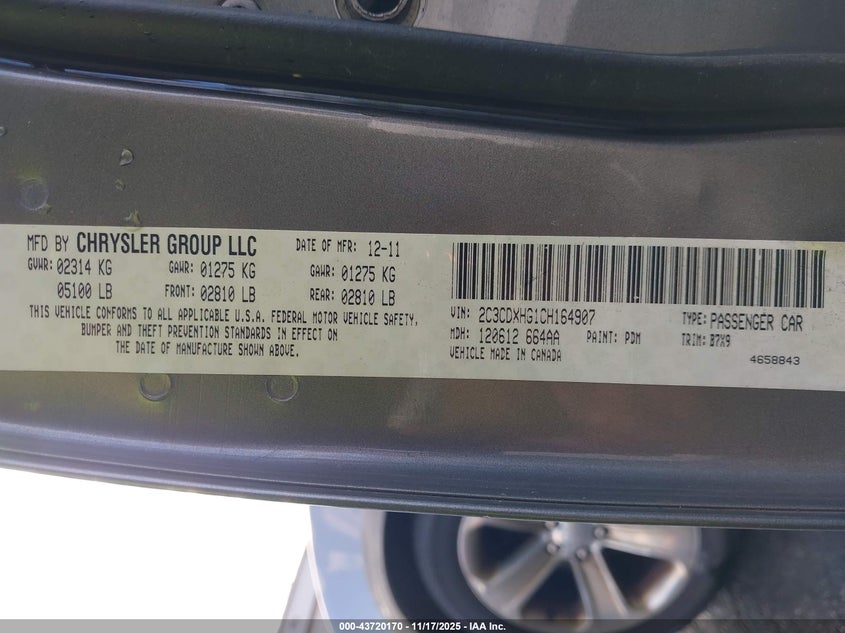 MFD BY CHRYSLER GROUP LLC DATE OF MFR: 12-11
GVWR: 02314 KG GAWR: 01275 KG GAWR: 01275 KG
05100 LB FRONT: 02810 LB REAR: 02810 LB
THIS VEHICLE CONFORMS TO ALL APPLICABLE U.S.A. FEDERAL MOTOR VEHICLE SAFETY,
BUMPER AND THEFT PREVENTION STANDARDS IN EFFECT ON
THE DATE OF MANUFACTURE SHOWN ABOVE.
VIN: 2C3CDXHG1CH164907 TYPE: PASSENGER CAR
MDH: 120612 664AA PAINT: PDM TRIM: B7X9
VEHICLE MADE IN CANADA 4658843
000-43720170 — 11/17/2025 — IAA Inc.